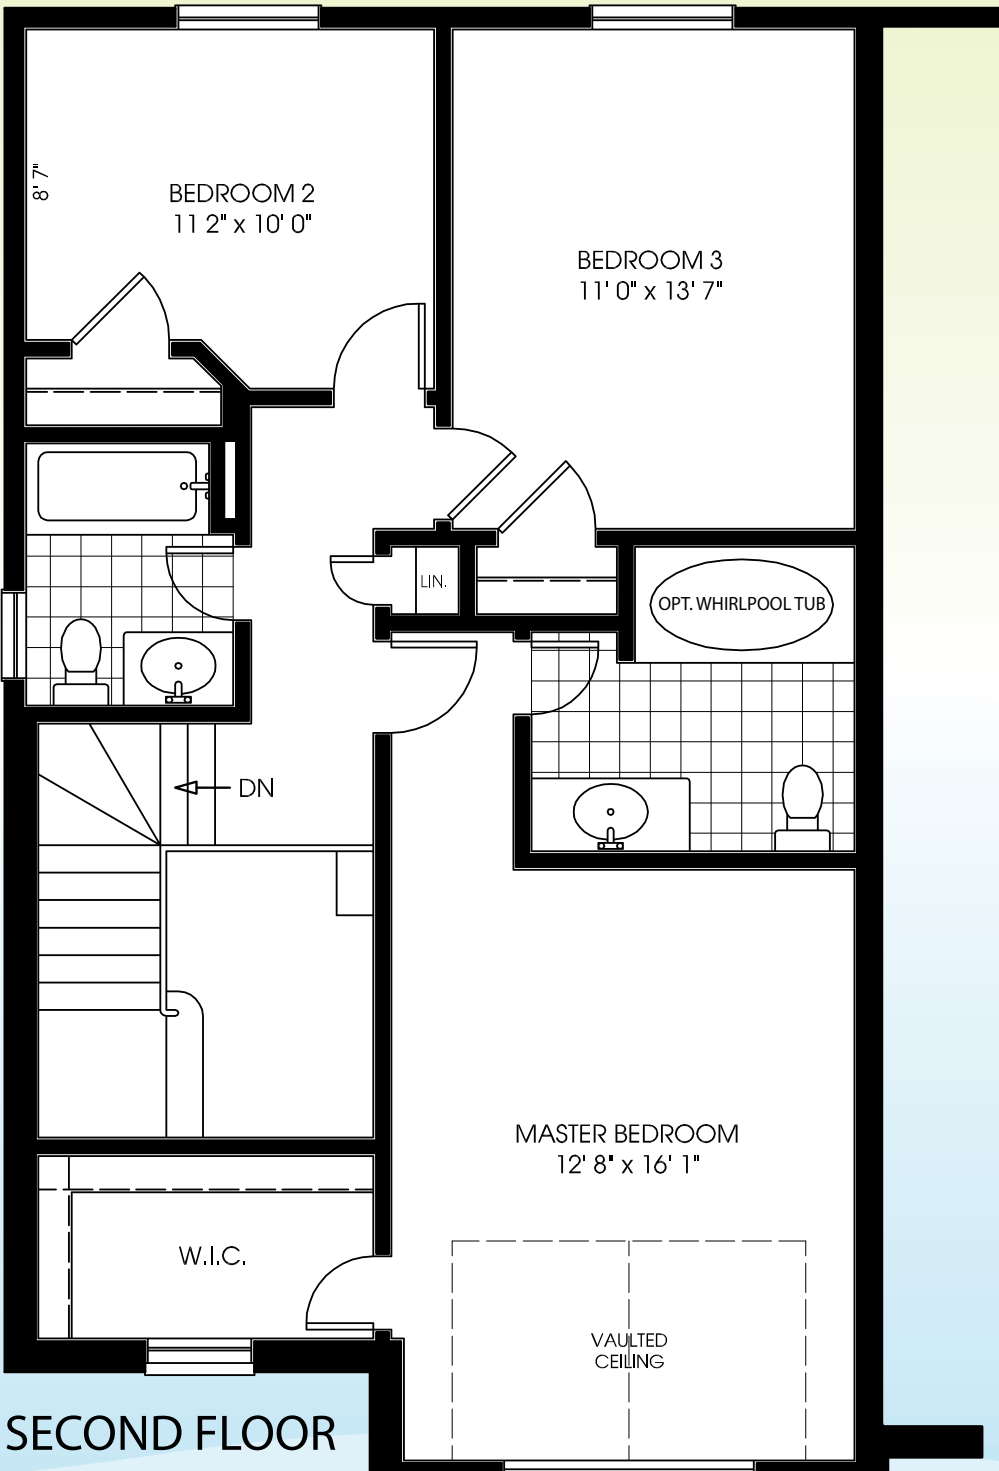 8' 7"
BEDROOM 2
11 2" x 10' 0"
BEDROOM 3
11' 0" x 13' 7"
LIN.
OPT. WHIRLPOOL TUB
DN
MASTER BEDROOM
12' 8" x 16' 1"
W.I.C.
VAULTED
CEILING
SECOND FLOOR